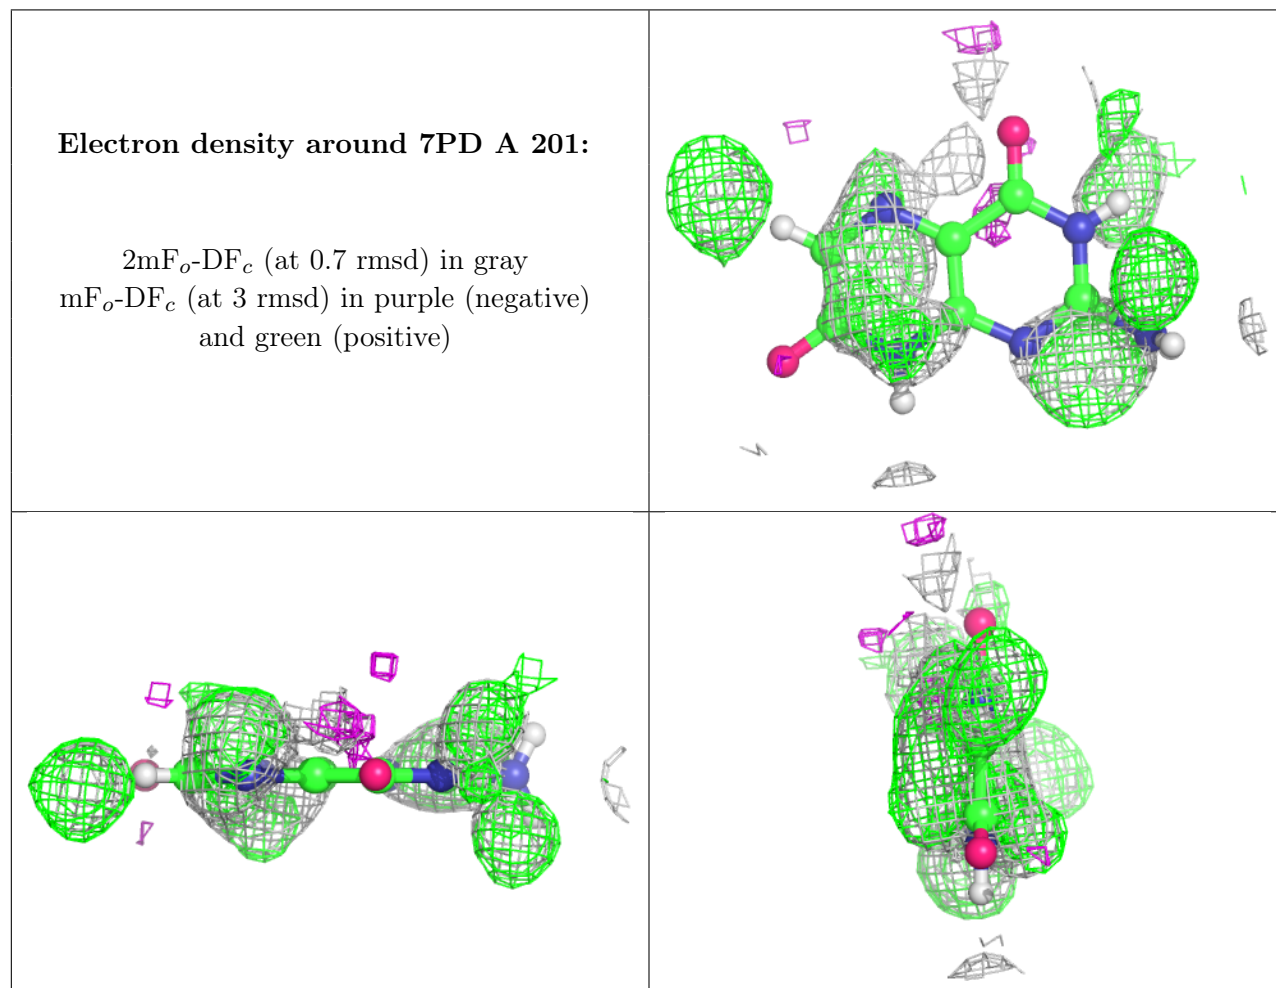 Electron density around 7PD A 201:
2mFₒ-DF𝒸 (at 0.7 rmsd) in gray
mFₒ-DF𝒸 (at 3 rmsd) in purple (negative)
and green (positive)